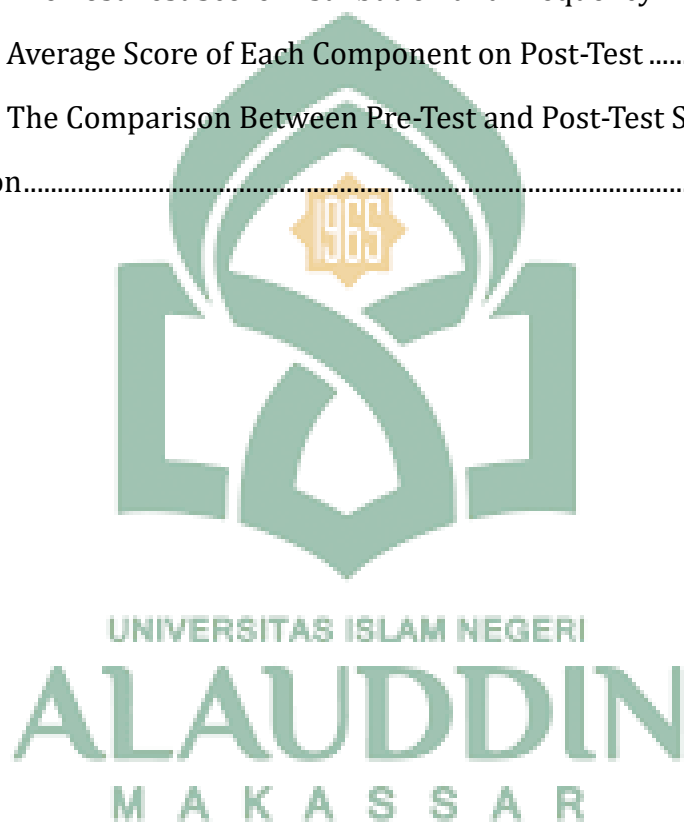 Average Score of Each Component on Post-Test ......
The Comparison Between Pre-Test and Post-Test S
on................................................................................
1965
UNIVERSITAS ISLAM NEGERI
ALAUDDIN
MAKASSAR